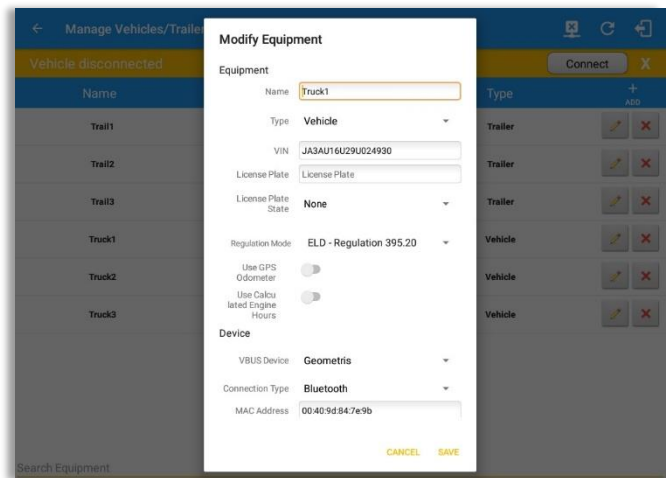 Manage Vehicles/Trailer
Vehicle disconnected
Connect
X
Name
Type
+
ADD
Trail1
Trailer
Trail2
Trailer
Trail3
Trailer
Truck1
Vehicle
Truck2
Vehicle
Truck3
Vehicle
Search Equipment
Modify Equipment
Equipment
Name
Truck1
Type
Vehicle
VIN
JA3AU16U29U024930
License Plate
License Plate
License Plate
State
None
Regulation Mode
ELD - Regulation 395.20
Use GPS
Odometer
Use Calcu
lated Engine
Hours
Device
VBUS Device
Geometris
Connection Type
Bluetooth
MAC Address
00:40:9d:84:7e:9b
CANCEL
SAVE